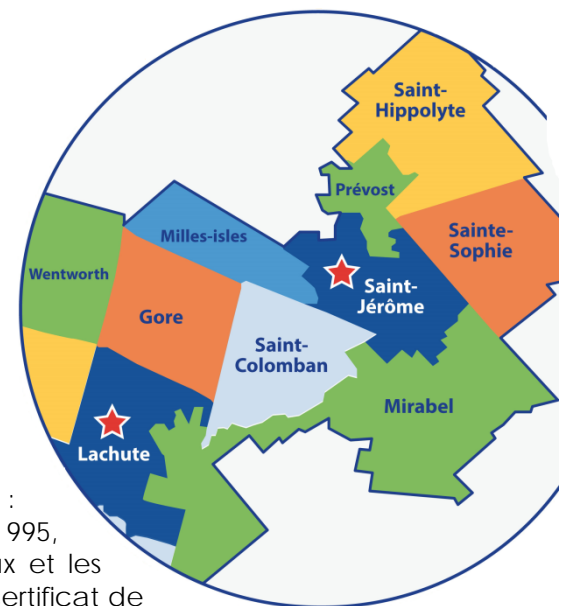 Saint-
Hippolyte
Prévost
Sainte-
Sophie
Milles-isles
Wentworth
Saint-
Jérôme
Gore
Saint-
Colomban
Mirabel
Lachute
:
995,
ux et les
ertificat de